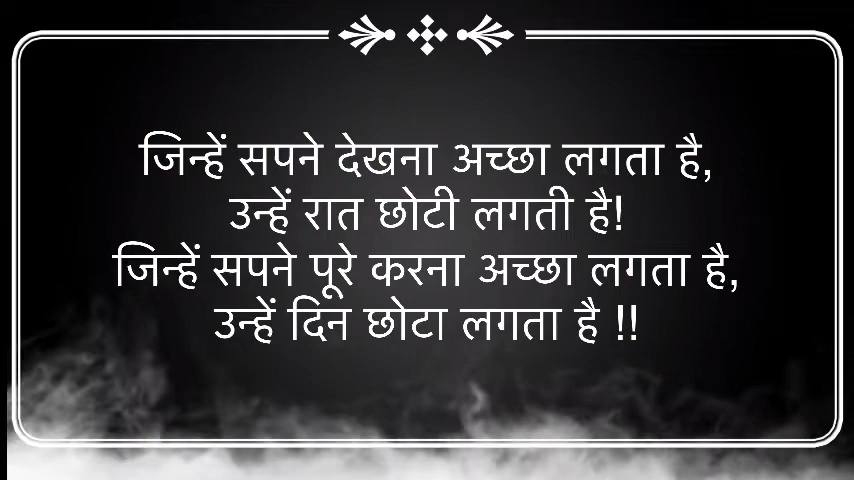 जिन्हें सपने देखना अच्छा लगता है,
उन्हें रात छोटी लगती है!
जिन्हें सपने पूरे करना अच्छा लगता है,
उन्हें दिन छोटा लगता है !!